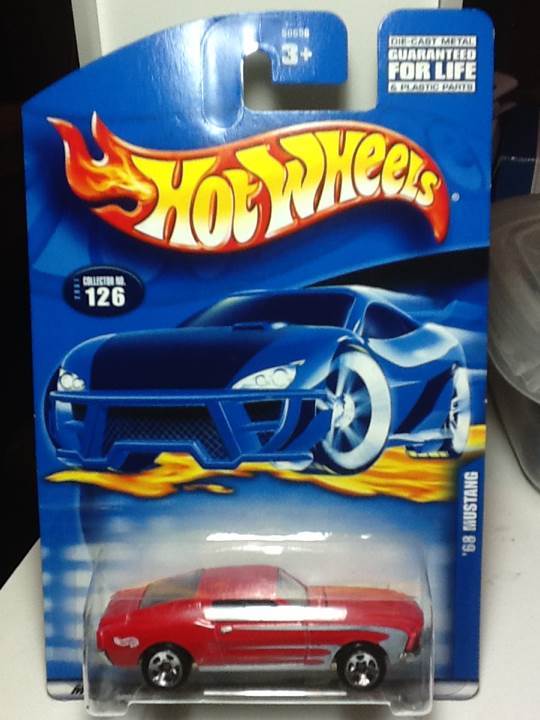 3+
DIE-CAST METAL
GUARANTEED
FOR LIFE
& PLASTIC PARTS
HOT WHEELS
®
COLLECTOR NO.
126
'68 MUSTANG